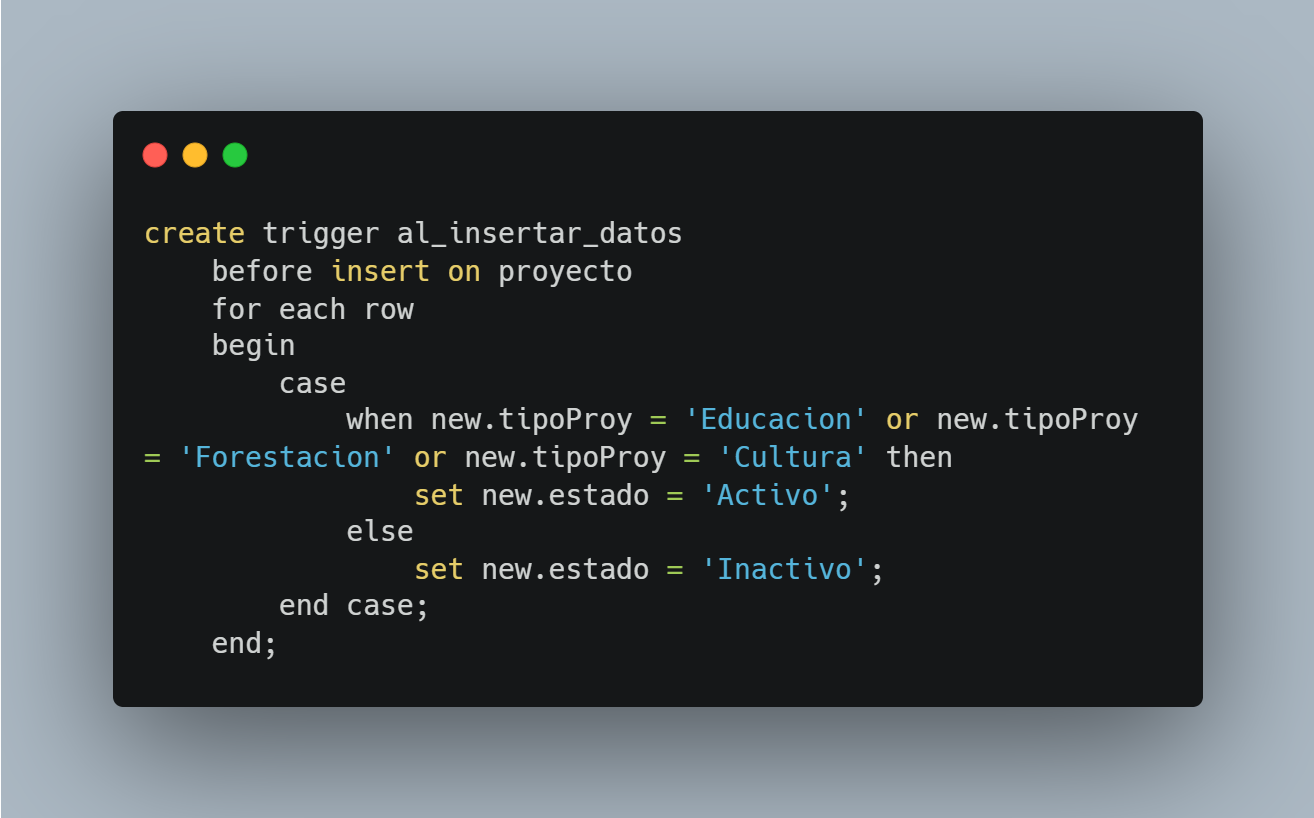 create trigger al_insertar_datos
    before insert on proyecto
    for each row
    begin
        case
            when new.tipoProy = 'Educacion' or new.tipoProy
= 'Forestacion' or new.tipoProy = 'Cultura' then
                set new.estado = 'Activo';
            else
                set new.estado = 'Inactivo';
        end case;
    end;